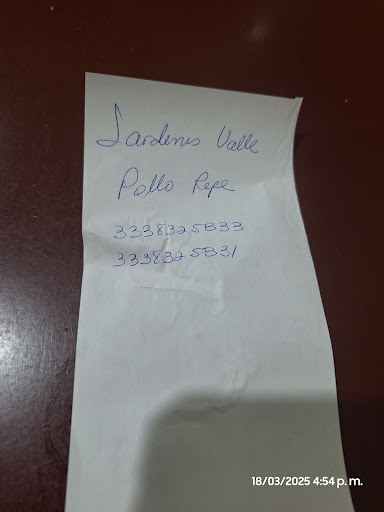 Jardines Valle
Pollo Pepe
3338325833
3338325831
18/03/2025 4:54 p. m.